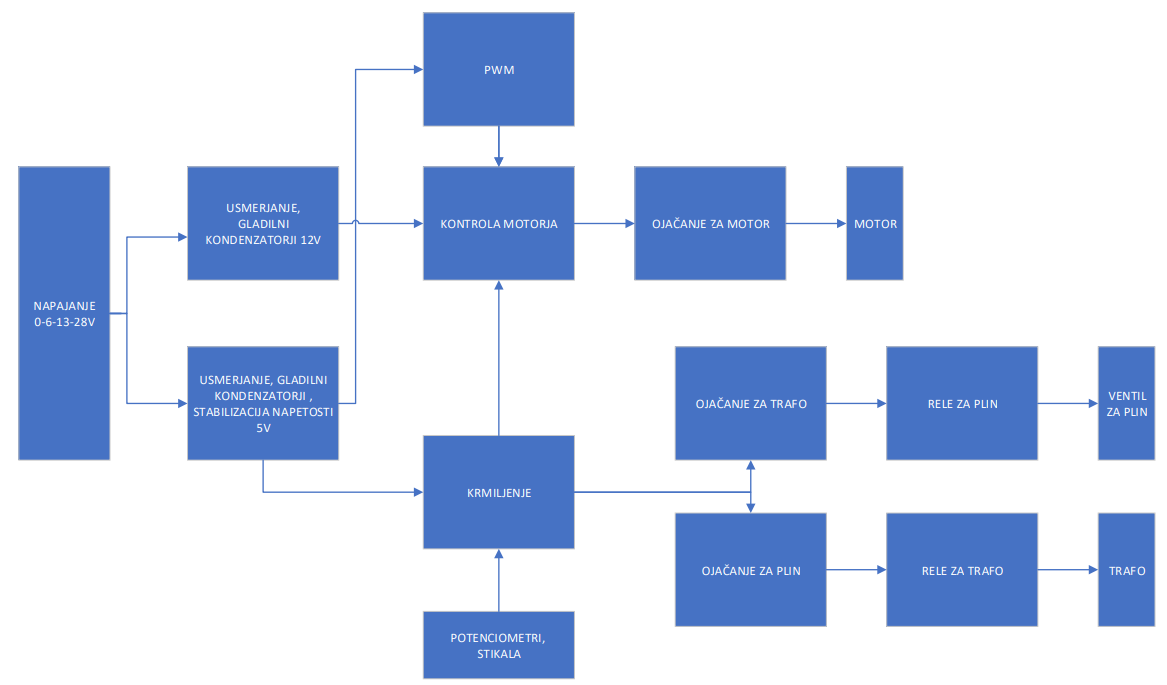 PWM
USMERJANJE,
GLADILNI
KONDENZATORJI 12V
KONTROLA MOTORJA
OJAČANJE ZA MOTOR
MOTOR
NAPAJANJE
0-6-13-28V
USMERJANJE, GLADILNI
KONDENZATORJI ,
STABILIZACIJA NAPETOSTI
5V
OJAČANJE ZA TRAFO
RELE ZA PLIN
VENTIL
ZA PLIN
KRMILJENJE
OJAČANJE ZA PLIN
RELE ZA TRAFO
TRAFO
POTENCIOMETRI,
STIKALA